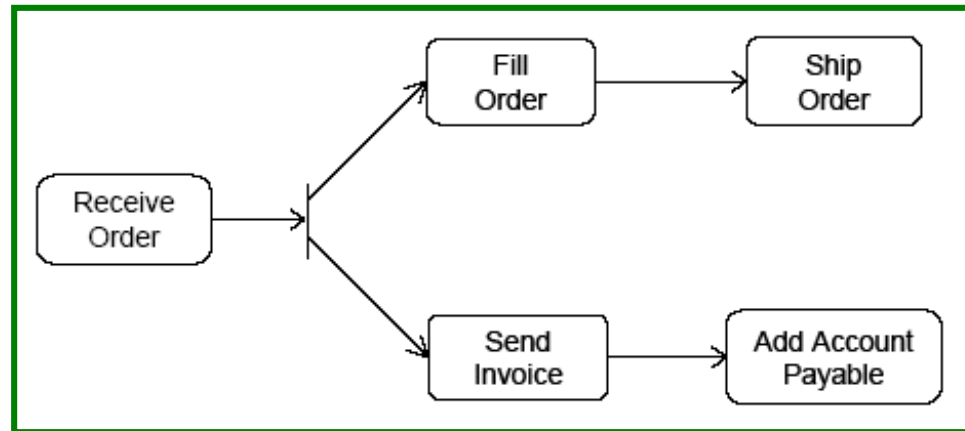 Receive
Order
Fill
Order
Ship
Order
Send
Invoice
Add Account
Payable